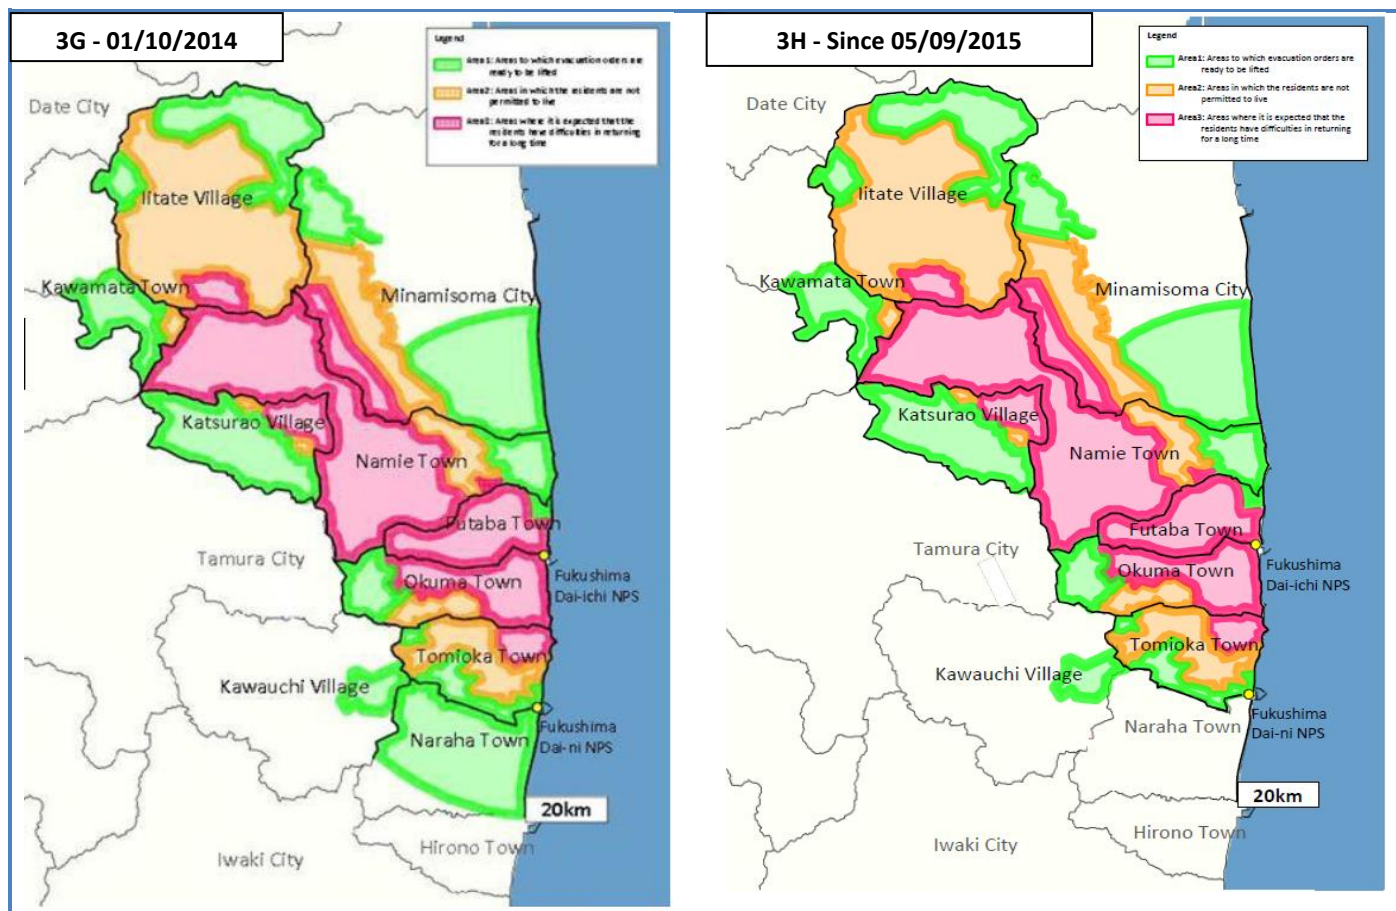 3G - 01/10/2014
Legend
Area1: Areas to which evacuation orders are
ready to be lifted
Area2: Areas in which the residents are not
permitted to live
Area3: Areas where it is expected that the
residents have difficulties in returning
for a long time
Date City
Iitate Village
Kawamata Town
Minamisoma City
Katsurao Village
Namie Town
Futaba Town
Tamura City
Okuma Town
Fukushima
Dai-ichi NPS
Tomioka Town
Kawauchi Village
Fukushima
Dai-ni NPS
Naraha Town
20km
Hirono Town
Iwaki City
3H - Since 05/09/2015
Legend
Area1: Areas to which evacuation orders are
ready to be lifted
Area2: Areas in which the residents are not
permitted to live
Area3: Areas where it is expected that the
residents have difficulties in returning
for a long time
Date City
Iitate Village
Kawamata Town
Minamisoma City
Katsurao Village
Namie Town
Futaba Town
Tamura City
Okuma Town
Fukushima
Dai-ichi NPS
Tomioka Town
Kawauchi Village
Fukushima
Dai-ni NPS
Naraha Town
20km
Hirono Town
Iwaki City